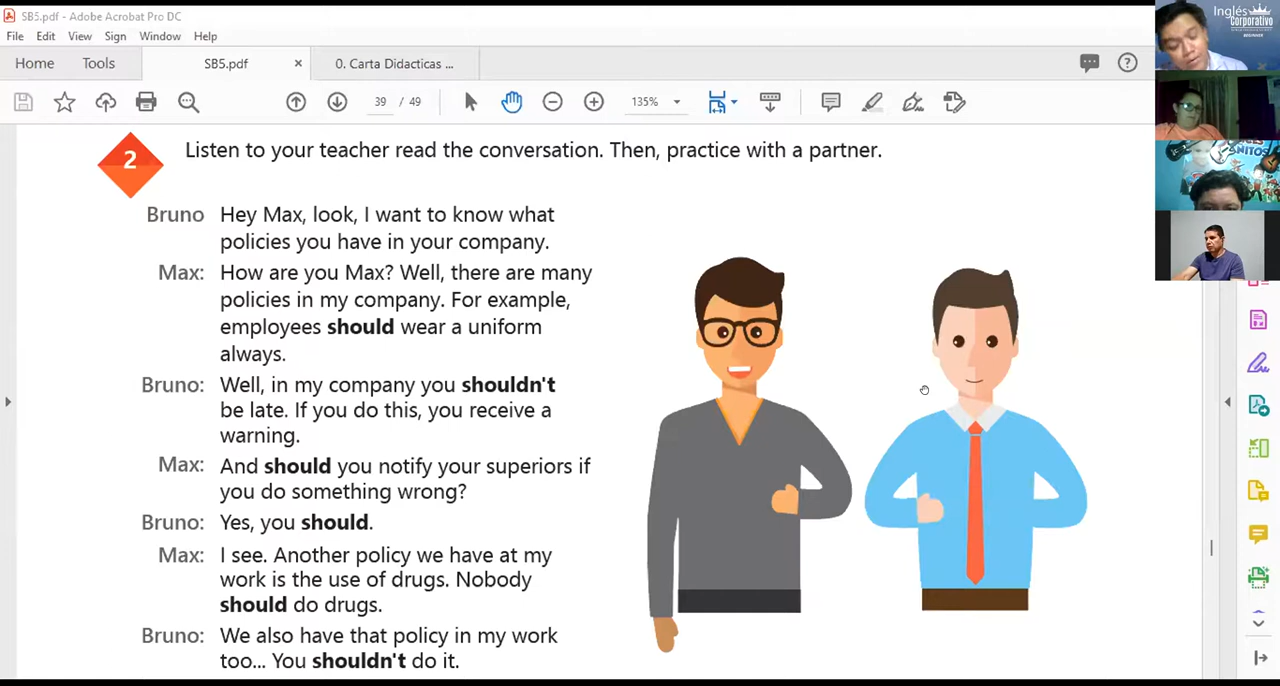 SB5.pdf - Adobe Acrobat Pro DC
File Edit View Sign Window Help
Home Tools SB5.pdf × 0. Carta Didacticas ...
39 / 49 135%
Inglés
Corporativo
BEGINNER
2
Listen to your teacher read the conversation. Then, practice with a partner.
Bruno Hey Max, look, I want to know what
policies you have in your company.
Max: How are you Max? Well, there are many
policies in my company. For example,
employees should wear a uniform
always.
Bruno: Well, in my company you shouldn't
be late. If you do this, you receive a
warning.
Max: And should you notify your superiors if
you do something wrong?
Bruno: Yes, you should.
Max: I see. Another policy we have at my
work is the use of drugs. Nobody
should do drugs.
Bruno: We also have that policy in my work
too... You shouldn't do it.